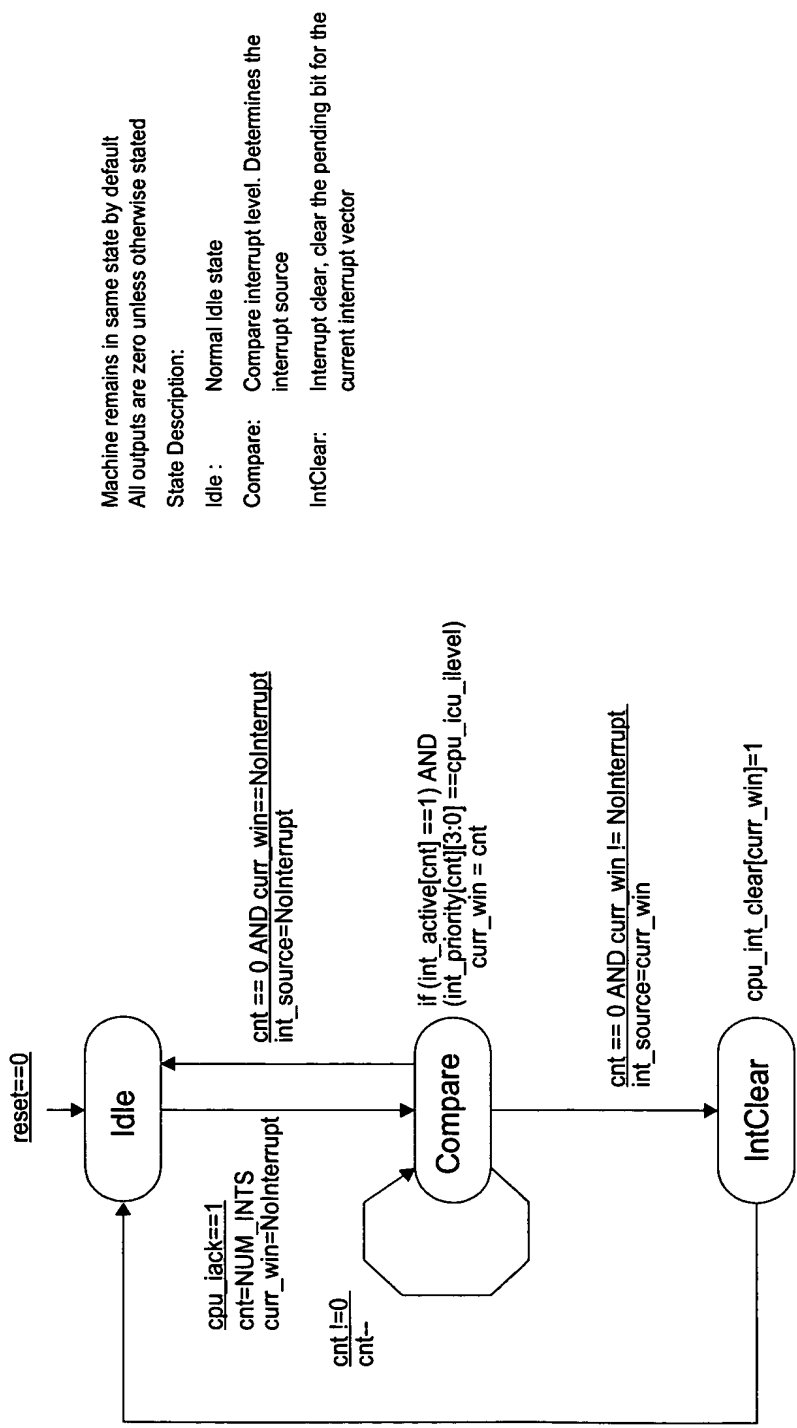 reset==0
Idle
cpu_iack==1
cnt=NUM_INTS
curr_win=NoInterrupt
cnt == 0 AND curr_win==NoInterrupt
int_source=NoInterrupt
cnt !=0
cnt--
Compare
if (int_active[cnt] ==1) AND
(int_priority[cnt][3:0] ==cpu_icu_ilevel)
curr_win = cnt
cnt == 0 AND curr_win != NoInterrupt
int_source=curr_win
IntClear
cpu_int_clear[curr_win]=1
Machine remains in same state by default
All outputs are zero unless otherwise stated
State Description:
Idle : Normal Idle state
Compare: Compare interrupt level. Determines the
interrupt source
IntClear: Interrupt clear, clear the pending bit for the
current interrupt vector